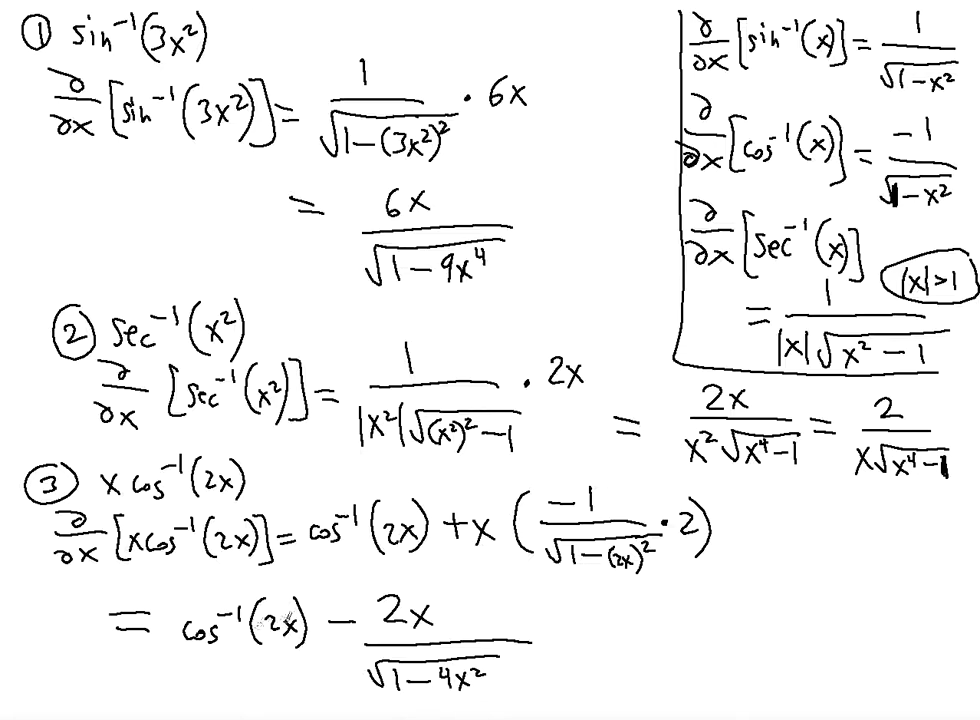 ① sin⁻¹(3x²)
∂/∂x [sin⁻¹(3x²)] = 1/√(1-(3x²)²) · 6x
= 6x/√(1-9x⁴)
② sec⁻¹(x²)
∂/∂x [sec⁻¹(x²)] = 1/(|x²|√((x²)²-1)) · 2x = 2x/(x²√(x⁴-1)) = 2/(x√(x⁴-1))
③ x cos⁻¹(2x)
∂/∂x [x cos⁻¹(2x)] = cos⁻¹(2x) + x (-1/√(1-(2x)²) · 2)
= cos⁻¹(2x) - 2x/√(1-4x²)
∂/∂x [sin⁻¹(x)] = 1/√(1-x²)
∂/∂x [cos⁻¹(x)] = -1/√(1-x²)
∂/∂x [sec⁻¹(x)]
= 1/(|x|√(x²-1)) |x|>1